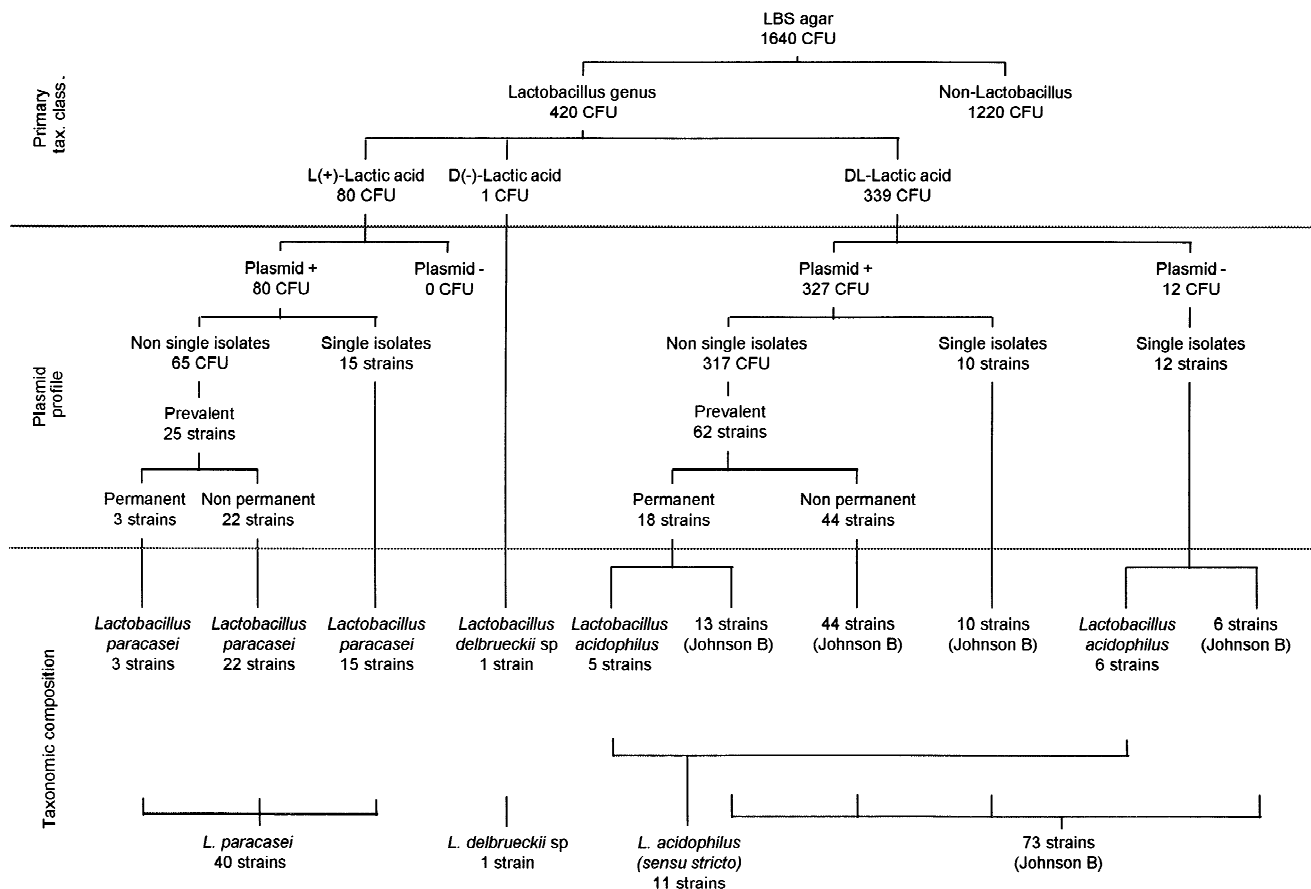 LBS agar
1640 CFU
Primary
tax. class.
Lactobacillus genus
420 CFU
Non-Lactobacillus
1220 CFU
L(+)-Lactic acid
80 CFU
D(-)-Lactic acid
1 CFU
DL-Lactic acid
339 CFU
Plasmid
profile
Plasmid +
80 CFU
Plasmid -
0 CFU
Plasmid +
327 CFU
Plasmid -
12 CFU
Non single isolates
65 CFU
Single isolates
15 strains
Non single isolates
317 CFU
Single isolates
10 strains
Single isolates
12 strains
Prevalent
25 strains
Prevalent
62 strains
Permanent
3 strains
Non permanent
22 strains
Permanent
18 strains
Non permanent
44 strains
Taxonomic composition
Lactobacillus
paracasei
3 strains
Lactobacillus
paracasei
22 strains
Lactobacillus
paracasei
15 strains
Lactobacillus
delbrueckii sp
1 strain
Lactobacillus
acidophilus
5 strains
13 strains
(Johnson B)
44 strains
(Johnson B)
10 strains
(Johnson B)
Lactobacillus
acidophilus
6 strains
6 strains
(Johnson B)
L. paracasei
40 strains
L. delbrueckii sp
1 strain
L. acidophilus
(sensu stricto)
11 strains
73 strains
(Johnson B)